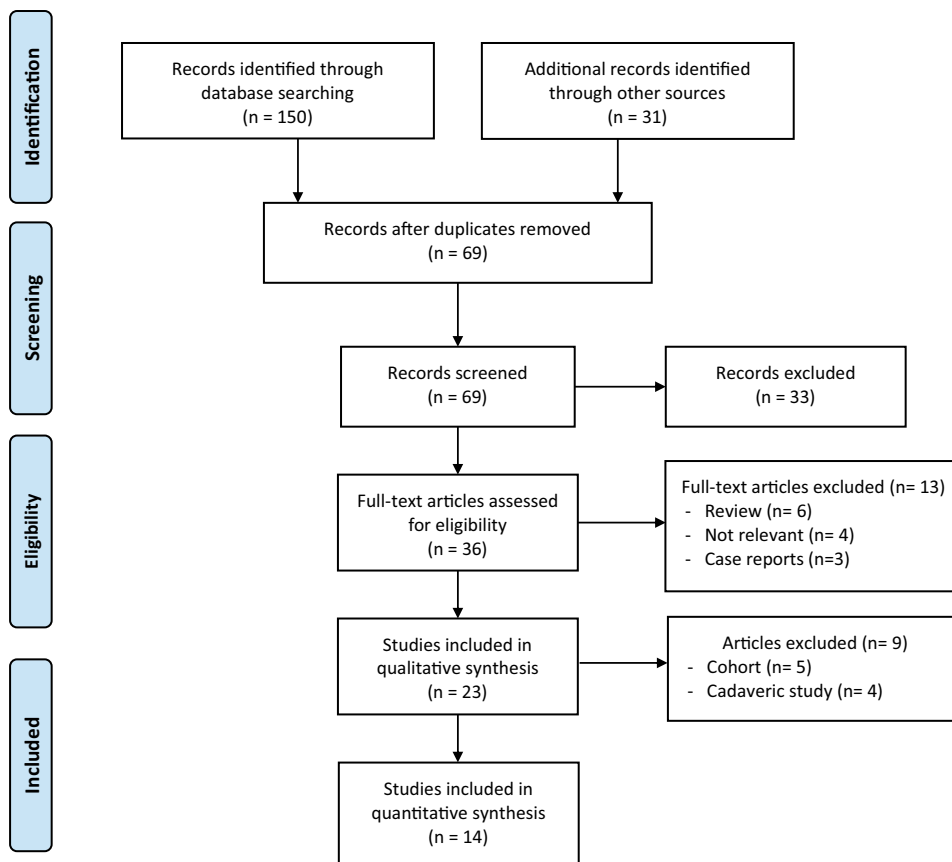 Identification
Records identified through
database searching
(n = 150)
Additional records identified
through other sources
(n = 31)
Screening
Records after duplicates removed
(n = 69)
Records screened
(n = 69)
Records excluded
(n = 33)
Eligibility
Full-text articles assessed
for eligibility
(n = 36)
Full-text articles excluded (n= 13)
- Review (n= 6)
- Not relevant (n= 4)
- Case reports (n=3)
Included
Studies included in
qualitative synthesis
(n = 23)
Articles excluded (n= 9)
- Cohort (n= 5)
- Cadaveric study (n= 4)
Studies included in
quantitative synthesis
(n = 14)